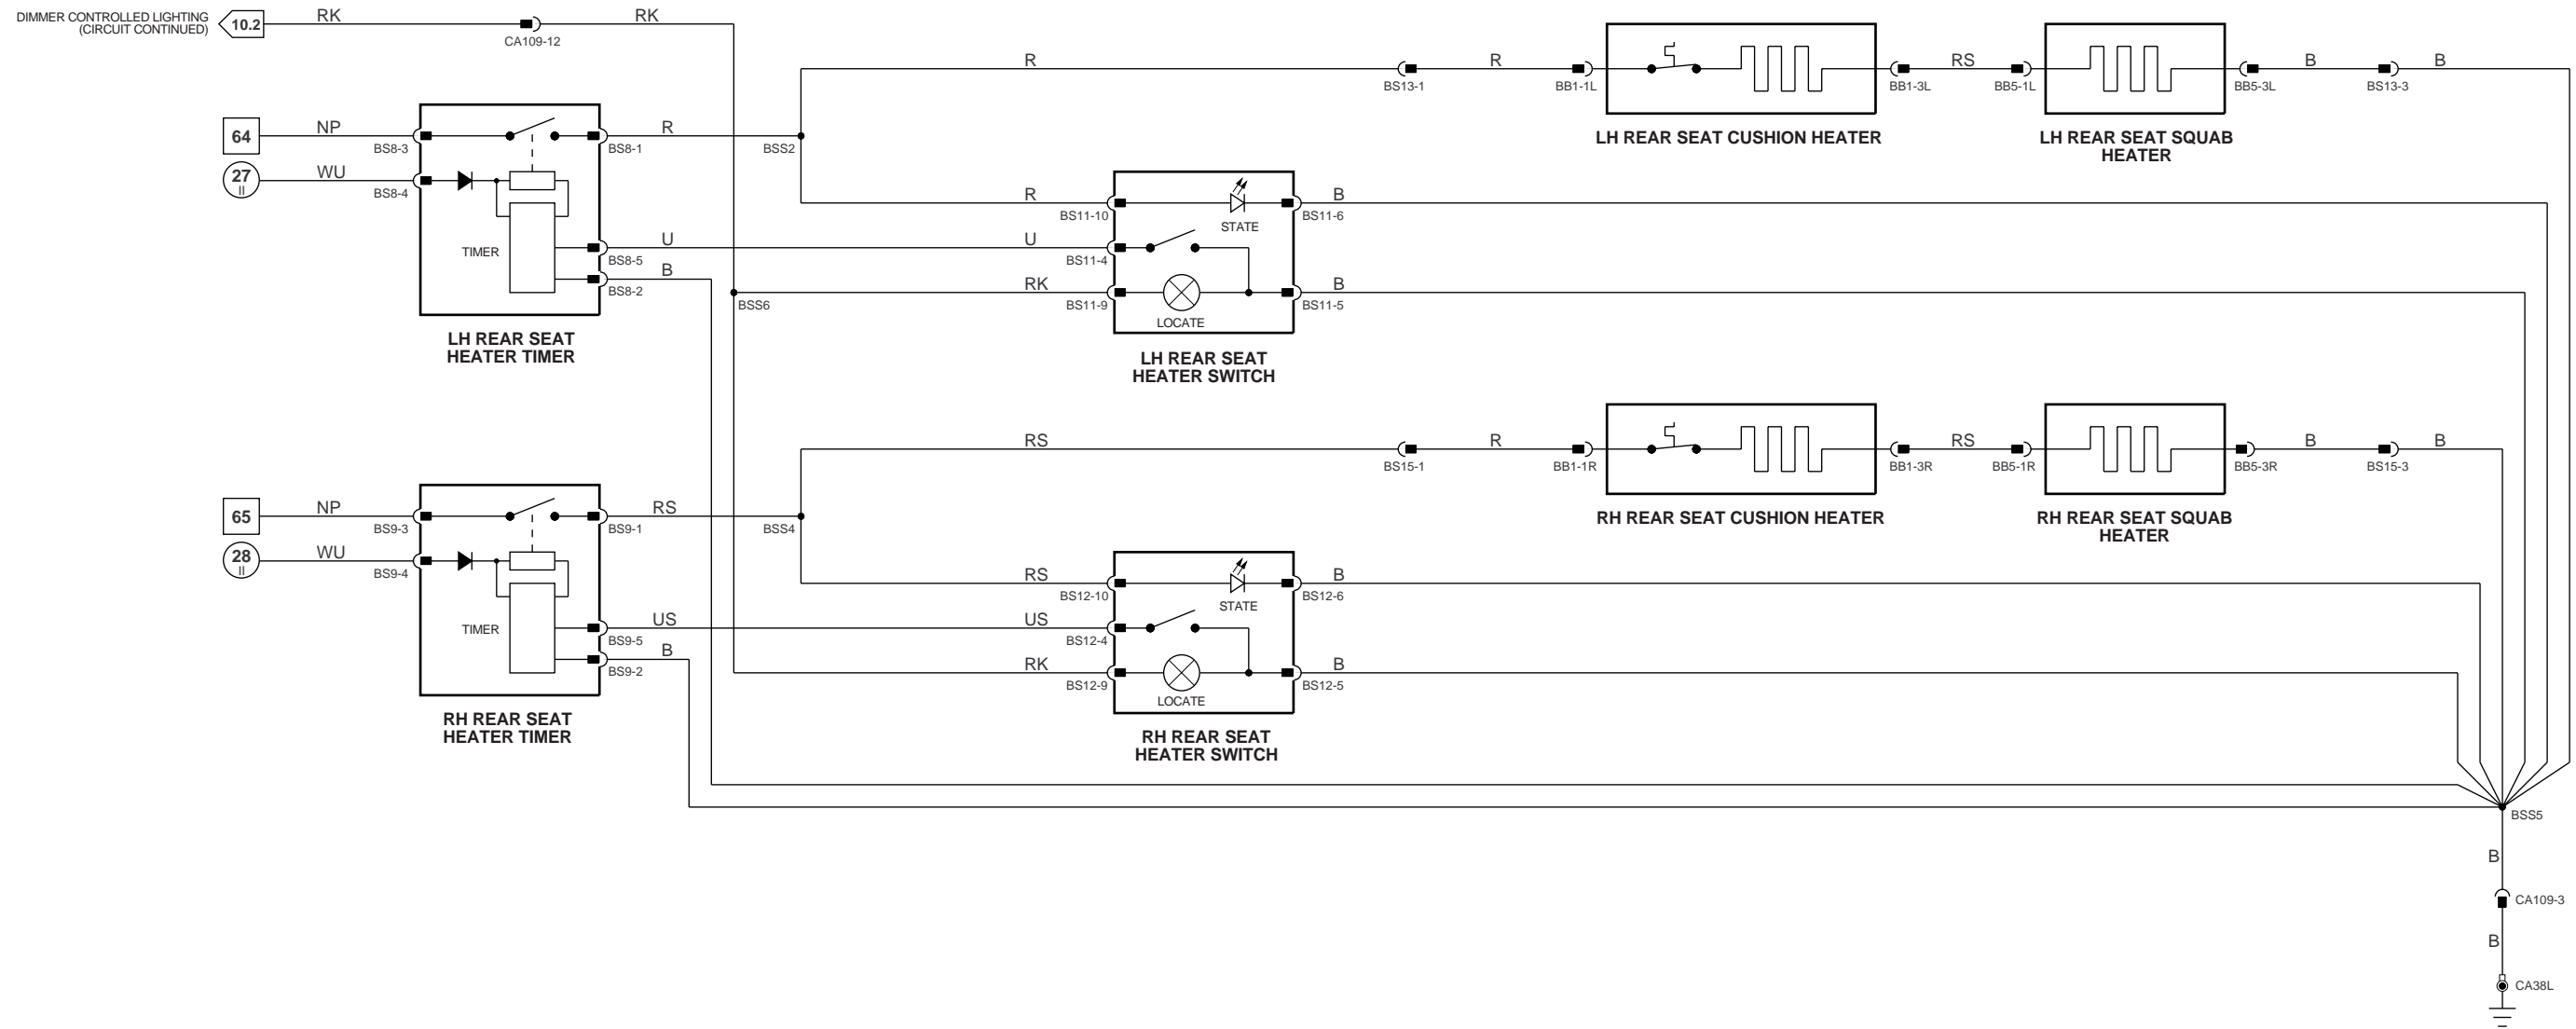 DIMMER CONTROLLED LIGHTING
(CIRCUIT CONTINUED)
10.2
RK
CA109-12
RK
R
BS13-1
R
BB1-1L
BB1-3L
RS
BB5-1L
BB5-3L
B
BS13-3
B
LH REAR SEAT CUSHION HEATER
LH REAR SEAT SQUAB
HEATER
64
NP
BS8-3
BS8-1
R
BSS2
27
II
WU
BS8-4
TIMER
BS8-5
U
BS8-2
B
LH REAR SEAT
HEATER TIMER
BSS6
R
BS11-10
STATE
BS11-6
B
U
BS11-4
RK
BS11-9
LOCATE
BS11-5
B
LH REAR SEAT
HEATER SWITCH
RS
BS15-1
R
BB1-1R
BB1-3R
RS
BB5-1R
BB5-3R
B
BS15-3
B
RH REAR SEAT CUSHION HEATER
RH REAR SEAT SQUAB
HEATER
65
NP
BS9-3
BS9-1
RS
BSS4
28
II
WU
BS9-4
TIMER
BS9-5
US
BS9-2
B
RH REAR SEAT
HEATER TIMER
RS
BS12-10
STATE
BS12-6
B
US
BS12-4
RK
BS12-9
LOCATE
BS12-5
B
RH REAR SEAT
HEATER SWITCH
BSS5
B
CA109-3
B
CA38L